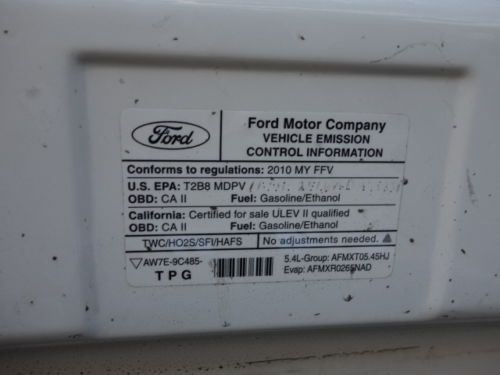 Ford
Ford Motor Company
VEHICLE EMISSION
CONTROL INFORMATION
Conforms to regulations: 2010 MY FFV
U.S. EPA: T2B8 MDPV
OBD: CA II Fuel: Gasoline/Ethanol
California: Certified for sale ULEV II qualified
OBD: CA II Fuel: Gasoline/Ethanol
TWC/HO2S/SFI/HAFS No adjustments needed.
AW7E-9C485-
TPG
5.4L-Group: AFMXT05.45HJ
Evap: AFMXR0265NAD